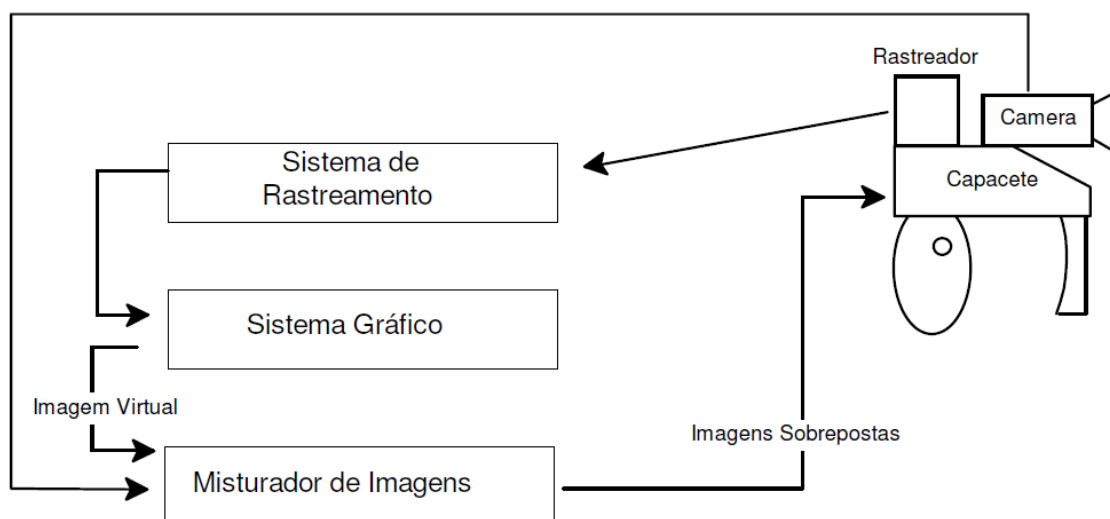 Rastreador
Camera
Sistema de
Rastreamento
Capacete
Sistema Gráfico
Imagem Virtual
Imagens Sobrepostas
Misturador de Imagens